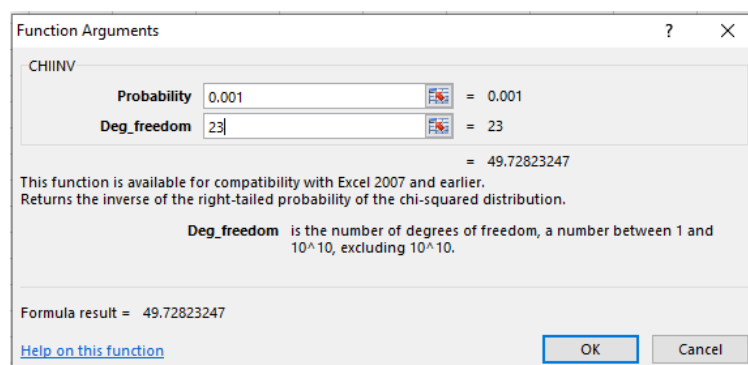 Function Arguments ? ×
CHIINV
Probability 0.001 = 0.001
Deg_freedom 23 = 23
= 49.72823247
This function is available for compatibility with Excel 2007 and earlier.
Returns the inverse of the right-tailed probability of the chi-squared distribution.
Deg_freedom is the number of degrees of freedom, a number between 1 and
10^10, excluding 10^10.
Formula result = 49.72823247
Help on this function OK Cancel